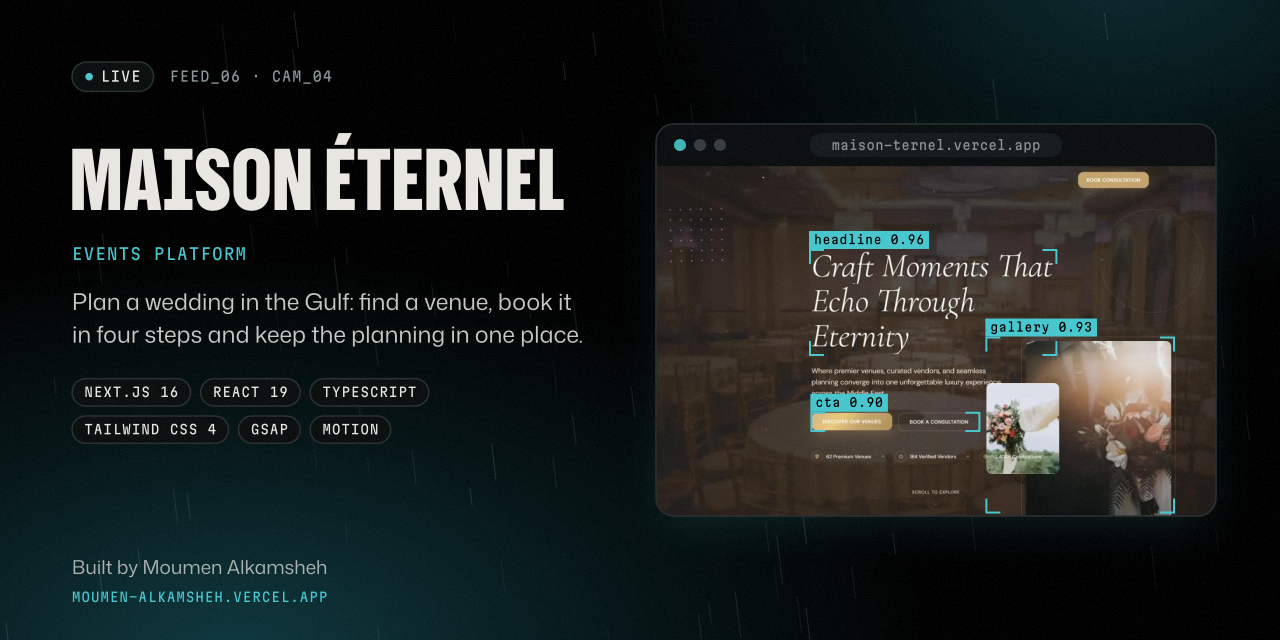 LIVE FEED_06 · CAM_04
MAISON ÉTERNEL
EVENTS PLATFORM
Plan a wedding in the Gulf: find a venue, book it
in four steps and keep the planning in one place.
NEXT.JS 16 REACT 19 TYPESCRIPT
TAILWIND CSS 4 GSAP MOTION
Built by Moumen Alkamsheh
MOUMEN-ALKAMSHEH.VERCEL.APP
maison-ternel.vercel.app
BOOK CONSULTATION
headline 0.96
Craft Moments That
Echo Through
Eternity
gallery 0.93
Where premier venues, curated vendors, and seamless
planning converge into one unforgettable luxury experience
cta 0.90
DISCOVER OUR VENUES BOOK A CONSULTATION
62 Premium Venues 184 Verified Vendors
SCROLL TO EXPLORE